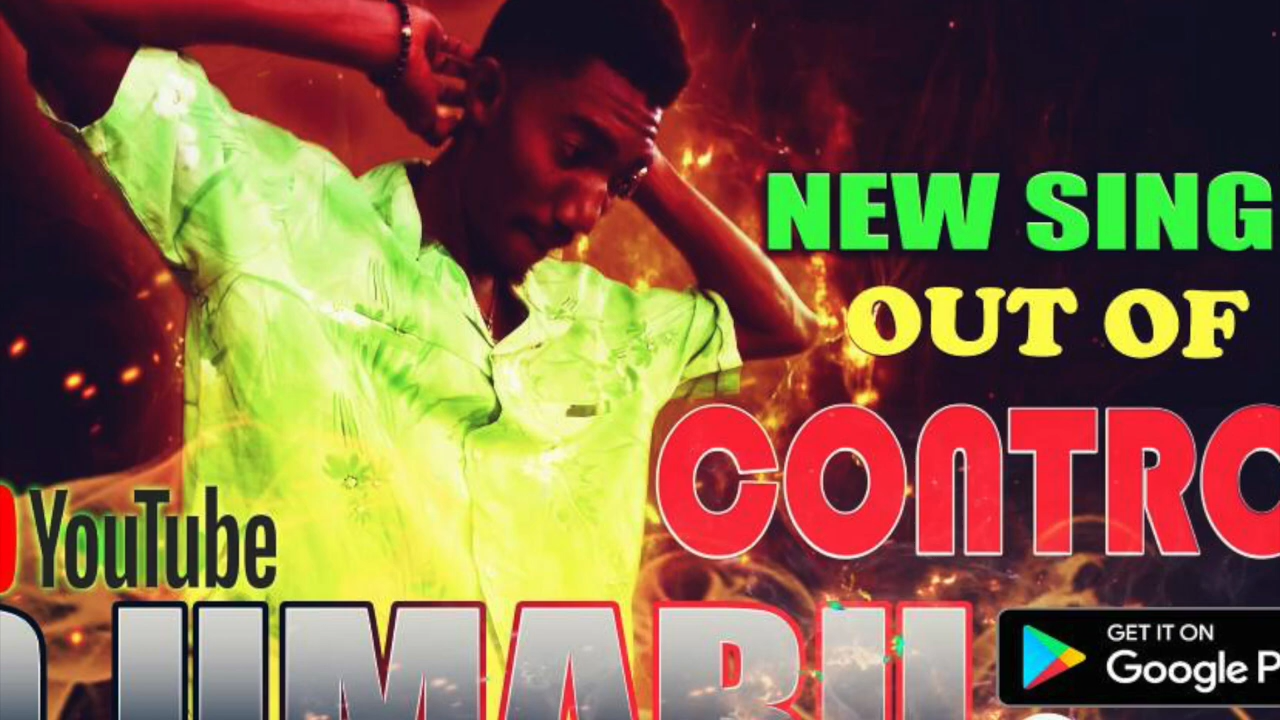 NEW SING
OUT OF
CONTRO
YouTube
GET IT ON
Google P